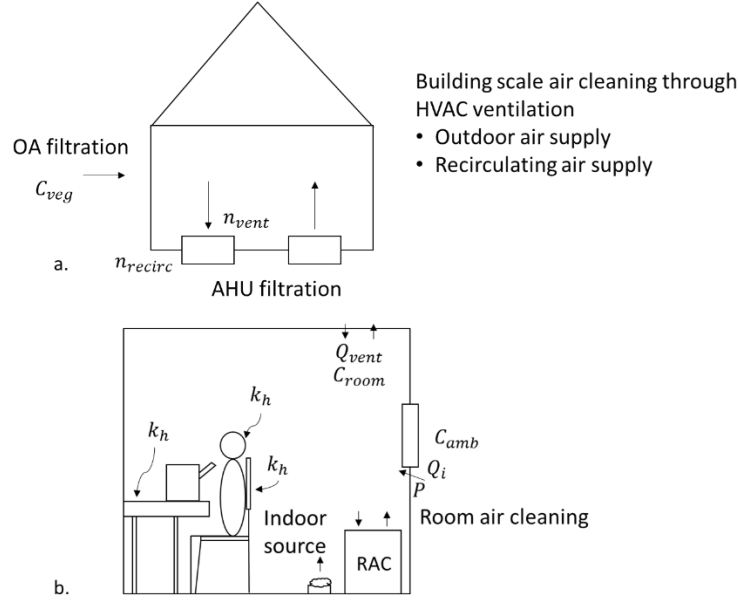 Building scale air cleaning through
HVAC ventilation
• Outdoor air supply
• Recirculating air supply
OA filtration
C_veg
n_vent
n_recirc
a.
AHU filtration
Q_vent
C_room
k_h
k_h
k_h
C_amb
Q_i
P
Indoor
source
RAC
Room air cleaning
b.